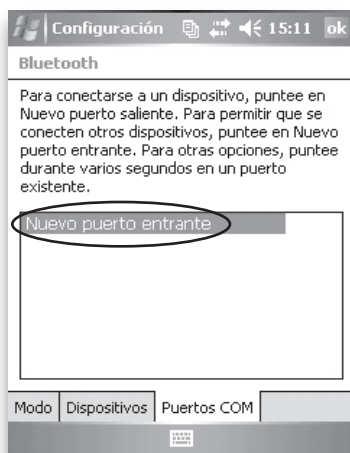 Configuración 15:11 ok
Bluetooth
Para conectarse a un dispositivo, puntee en
Nuevo puerto saliente. Para permitir que se
conecten otros dispositivos, puntee en Nuevo
puerto entrante. Para otras opciones, puntee
durante varios segundos en un puerto
existente.
Nuevo puerto entrante
Modo Dispositivos Puertos COM